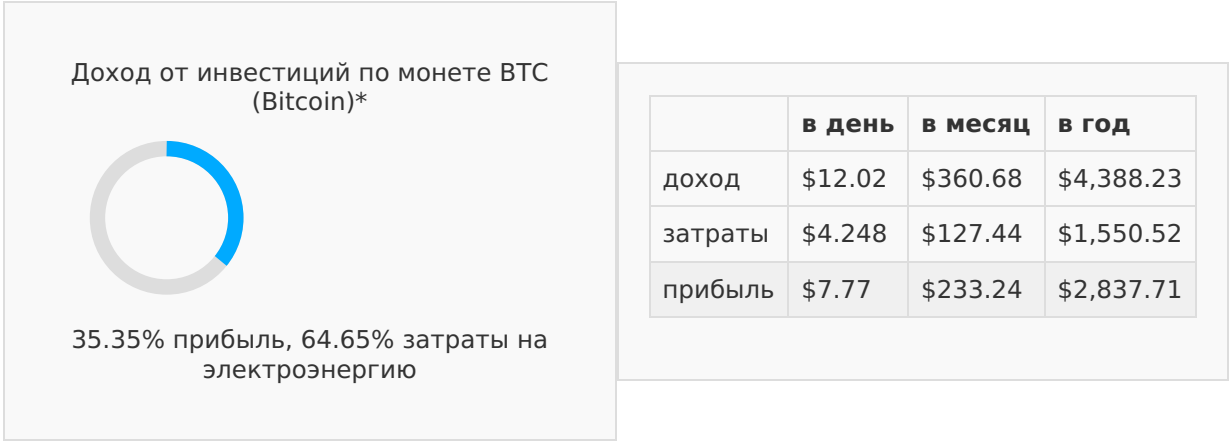 Доход от инвестиций по монете BTC
(Bitcoin)*
35.35% прибыль, 64.65% затраты на
электроэнергию
в день в месяц в год
доход $12.02 $360.68 $4,388.23
затраты $4.248 $127.44 $1,550.52
прибыль $7.77 $233.24 $2,837.71